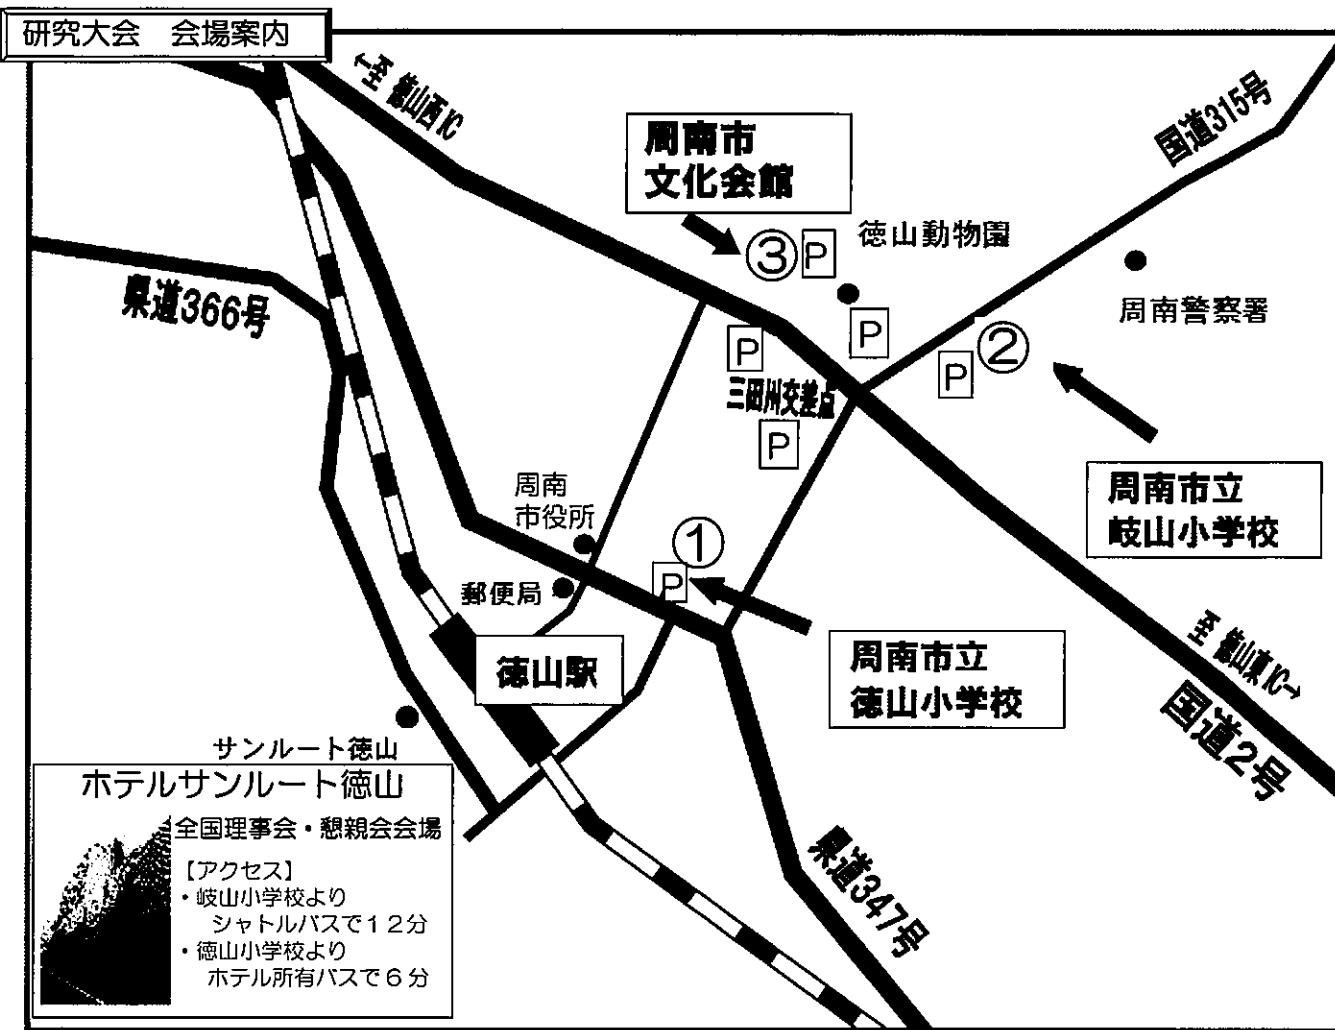 研究大会　会場案内
←至 徳山西IC
国道315号
周南市
文化会館
③
P
徳山動物園
周南警察署
県道366号
P
P
②
P
三田川交差点
P
周南市立
岐山小学校
周南
市役所
①
P
郵便局
徳山駅
周南市立
徳山小学校
至 徳山東IC→
国道2号
サンルート徳山
ホテルサンルート徳山
全国理事会・懇親会会場
【アクセス】
・岐山小学校より
シャトルバスで１２分
・徳山小学校より
ホテル所有バスで６分
県道347号